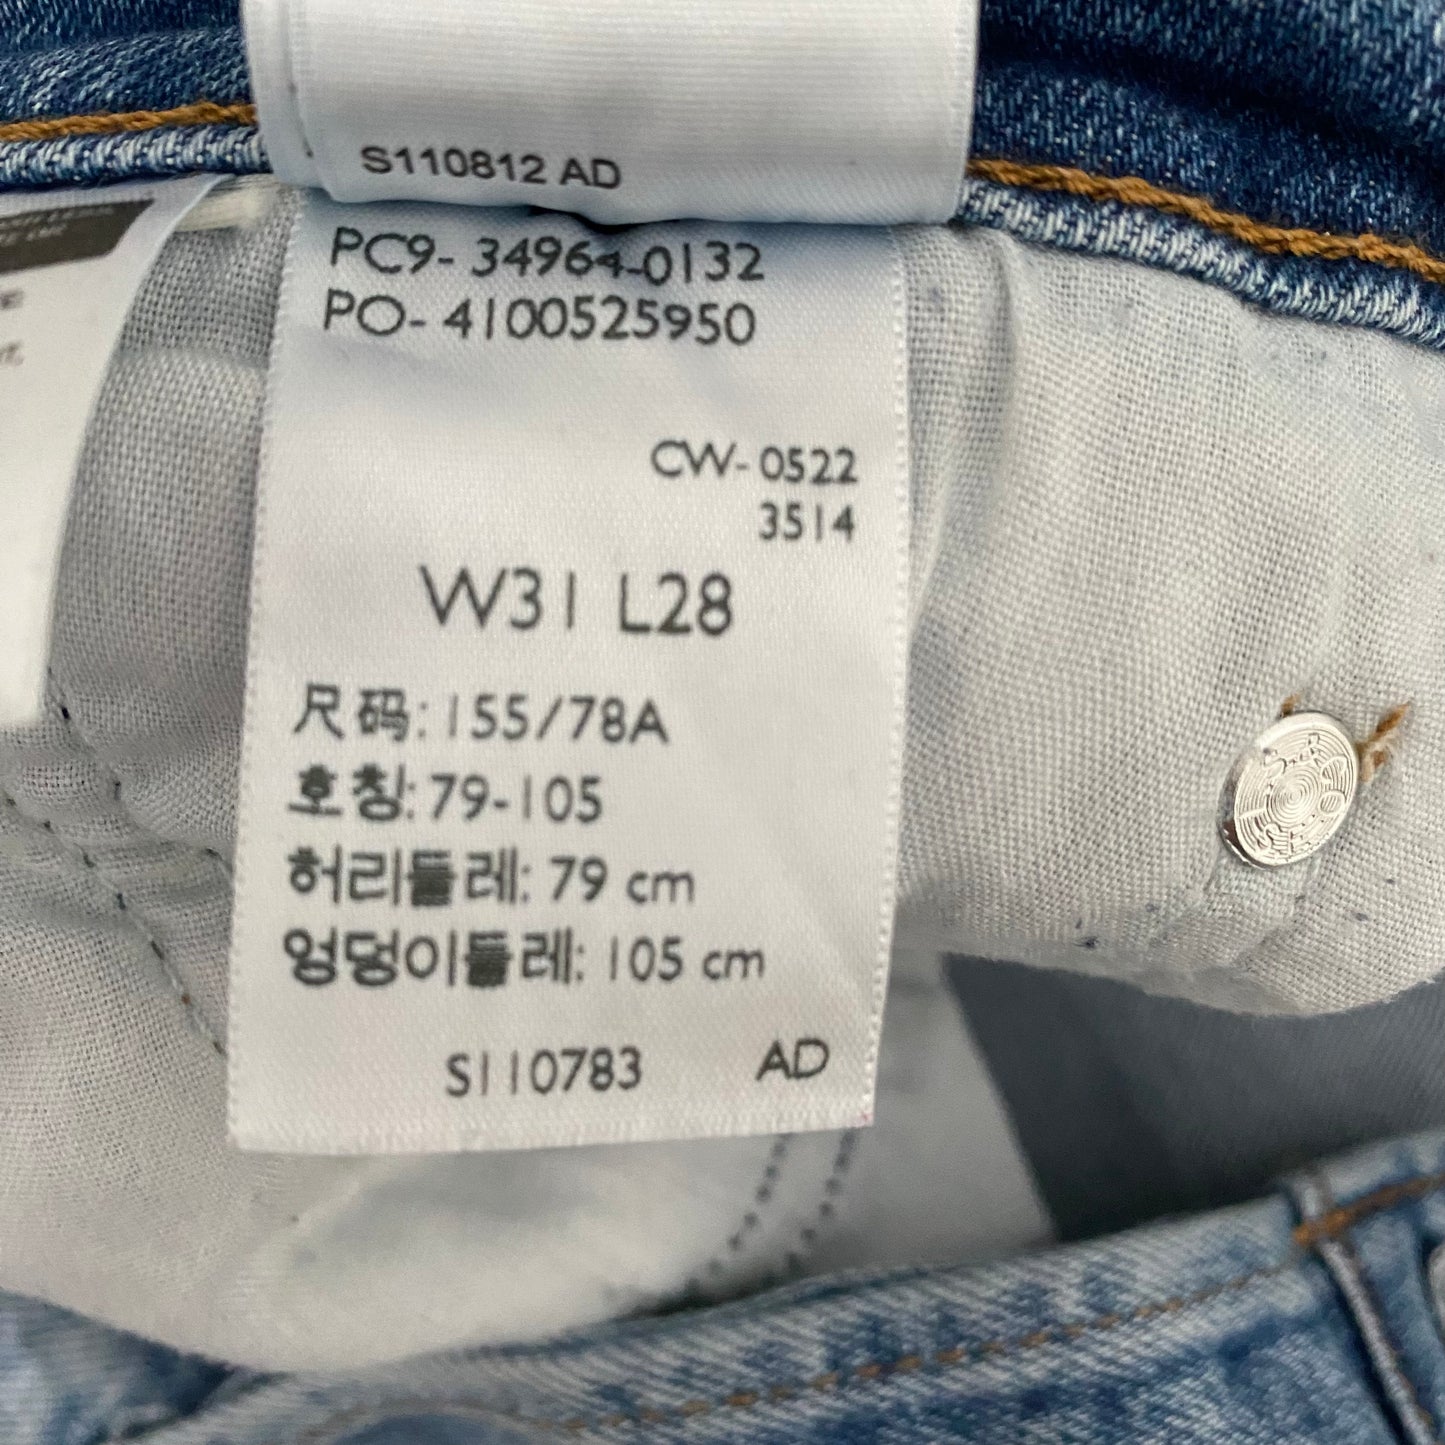 S110812 AD
PC9- 34964-0132
PO- 4100525950
CW- 0522
3514
W31 L28
尺码: 155/78A
호칭: 79-105
허리둘레: 79 cm
엉덩이둘레: 105 cm
S110783 AD